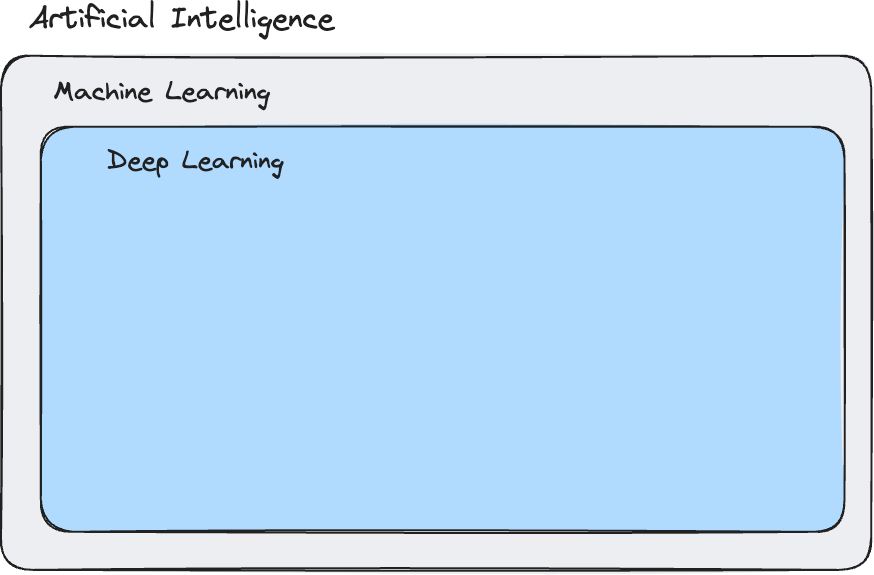 Artificial Intelligence
Machine Learning
Deep Learning